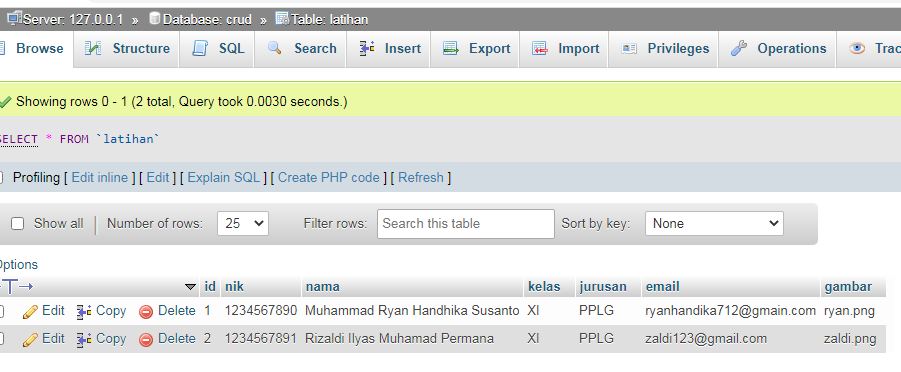 Server: 127.0.0.1 » Database: crud » Table: latihan
Browse Structure SQL Search Insert Export Import Privileges Operations Trac
Showing rows 0 - 1 (2 total, Query took 0.0030 seconds.)
SELECT * FROM `latihan`
Profiling [ Edit inline ] [ Edit ] [ Explain SQL ] [ Create PHP code ] [ Refresh ]
Show all | Number of rows: 25 Filter rows: Search this table Sort by key: None
Options
id nik nama kelas jurusan email gambar
Edit Copy Delete 1 1234567890 Muhammad Ryan Handhika Susanto XI PPLG ryanhandika712@gmain.com ryan.png
Edit Copy Delete 2 1234567891 Rizaldi Ilyas Muhamad Permana XI PPLG zaldi123@gmail.com zaldi.png